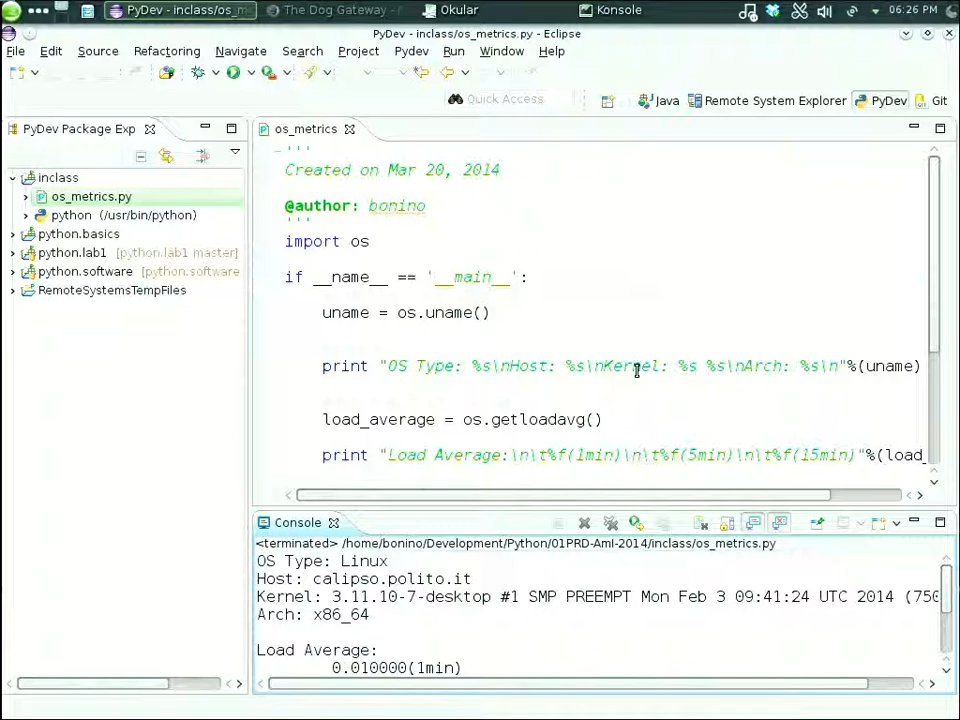 PyDev - inclass/os_m
The Dog Gateway -
Okular
Konsole
06:26 PM
PyDev - inclass/os_metrics.py - Eclipse
File Edit Source Refactoring Navigate Search Project Pydev Run Window Help
Quick Access
Java
Remote System Explorer
PyDev
Git
PyDev Package Exp
inclass
os_metrics.py
python (/usr/bin/python)
python.basics
python.lab1 [python.lab1 master]
python.software [python.software
RemoteSystemsTempFiles
os_metrics
'''
Created on Mar 20, 2014
@author: bonino
'''
import os
if __name__ == '__main__':
uname = os.uname()
print "OS Type: %s\nHost: %s\nKernel: %s %s\nArch: %s\n"%(uname)
load_average = os.getloadavg()
print "Load Average:\n\t%f(1min)\n\t%f(5min)\n\t%f(15min)"%(load_
Console
<terminated> /home/bonino/Development/Python/01PRD-AmI-2014/inclass/os_metrics.py
OS Type: Linux
Host: calipso.polito.it
Kernel: 3.11.10-7-desktop #1 SMP PREEMPT Mon Feb 3 09:41:24 UTC 2014 (750
Arch: x86_64
Load Average:
0.010000(1min)